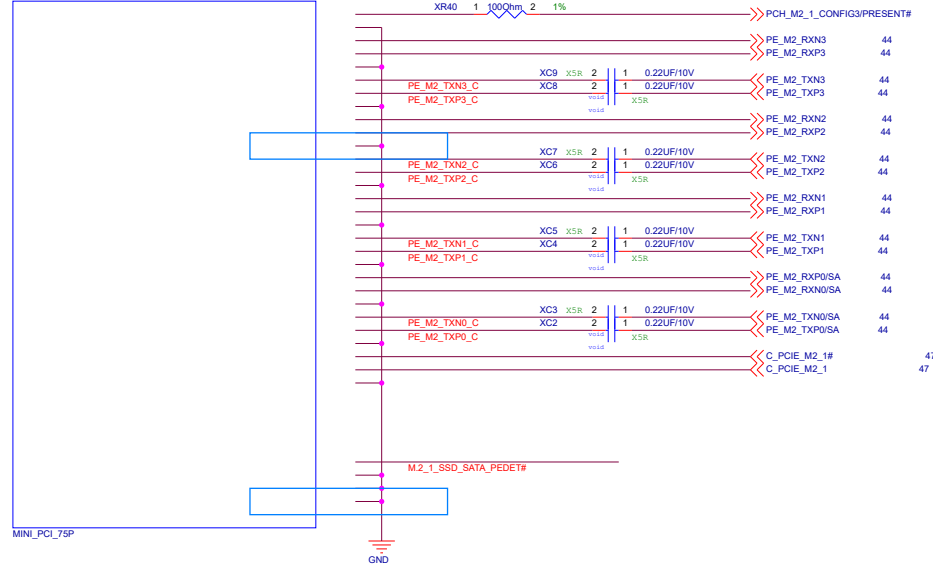 XR40 1 100Ohm 2 1% PCH_M2_1_CONFIG3/PRESENT#
PE_M2_RXN3 44
PE_M2_RXP3 44
XC9 X5R 2 1 0.22UF/10V PE_M2_TXN3 44
PE_M2_TXN3_C XC8 2 1 0.22UF/10V PE_M2_TXP3 44
PE_M2_TXP3_C void X5R
void
PE_M2_RXN2 44
PE_M2_RXP2 44
XC7 X5R 2 1 0.22UF/10V PE_M2_TXN2 44
PE_M2_TXN2_C XC6 2 1 0.22UF/10V PE_M2_TXP2 44
PE_M2_TXP2_C void X5R
void
PE_M2_RXN1 44
PE_M2_RXP1 44
XC5 X5R 2 1 0.22UF/10V PE_M2_TXN1 44
PE_M2_TXN1_C XC4 2 1 0.22UF/10V PE_M2_TXP1 44
PE_M2_TXP1_C void X5R
void
PE_M2_RXP0/SA 44
PE_M2_RXN0/SA 44
XC3 X5R 2 1 0.22UF/10V PE_M2_TXN0/SA 44
PE_M2_TXN0_C XC2 2 1 0.22UF/10V PE_M2_TXP0/SA 44
PE_M2_TXP0_C void X5R
void
C_PCIE_M2_1# 47
C_PCIE_M2_1 47
M.2_1_SSD_SATA_PEDET#
MINI_PCI_75P
GND